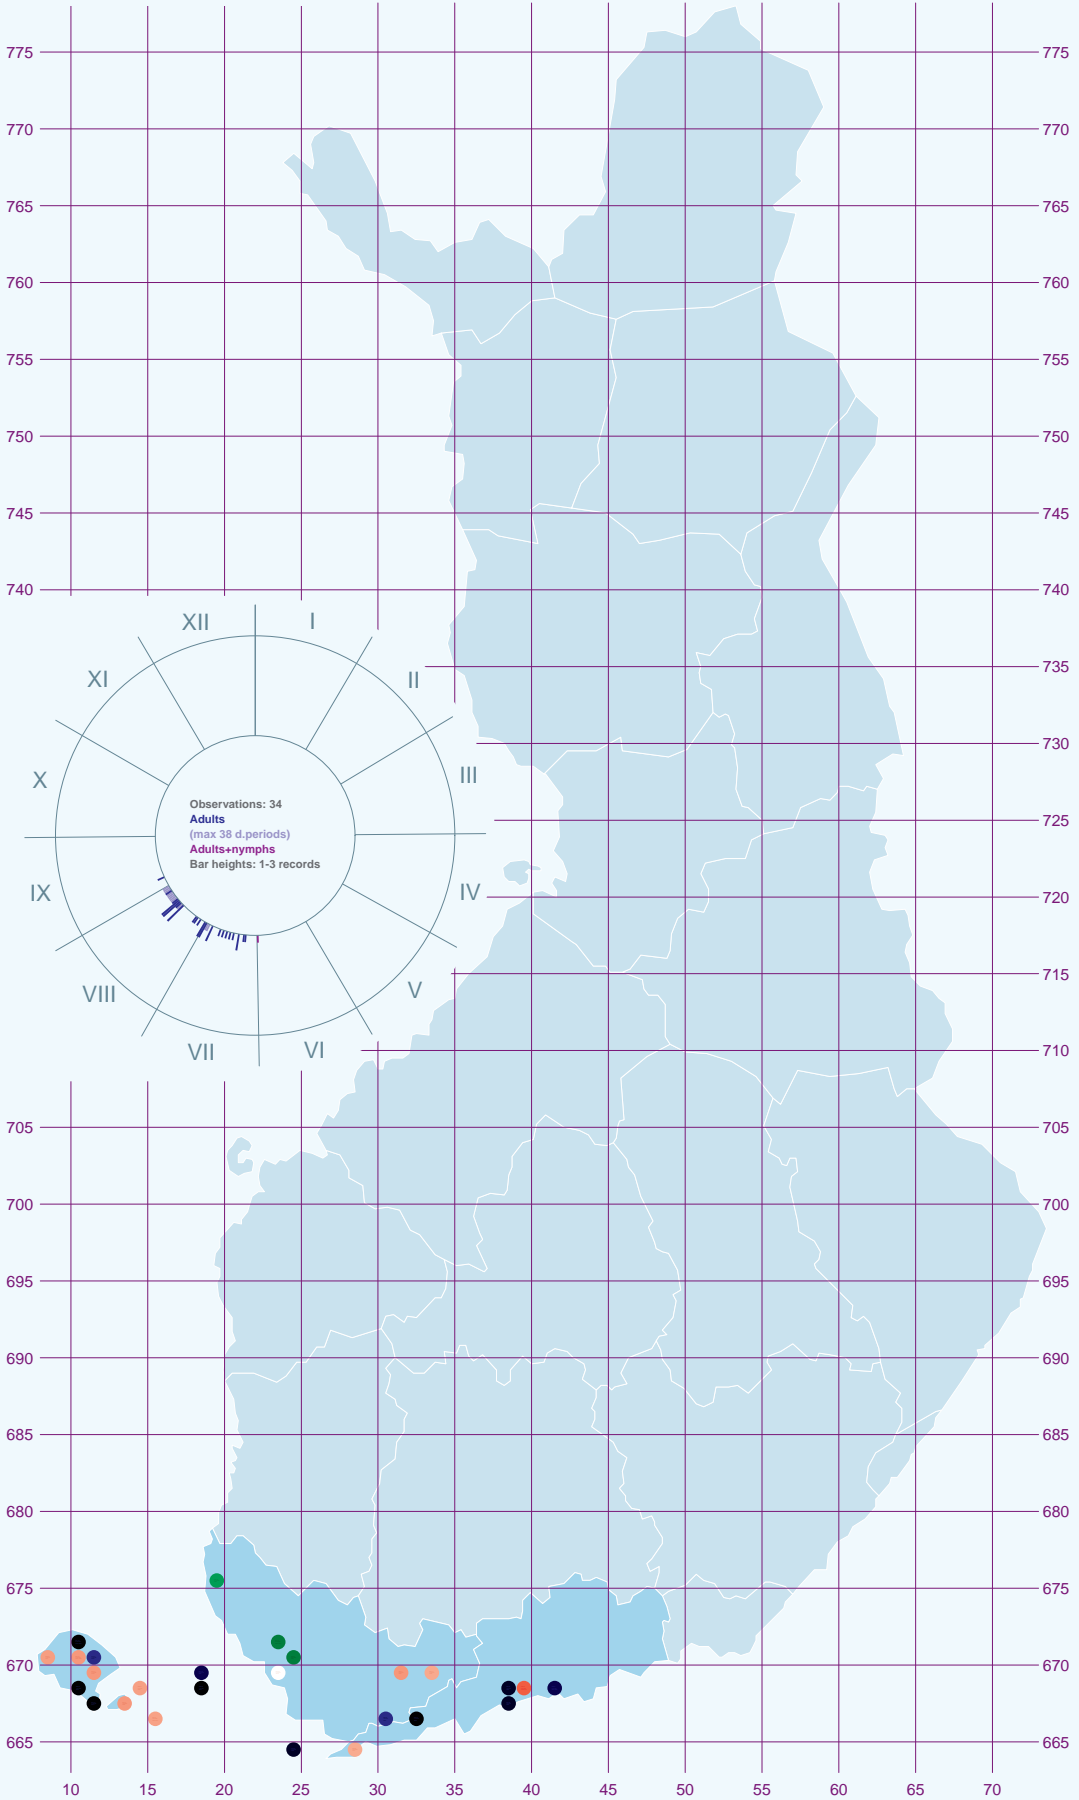 775 775
770 770
765 765
760 760
755 755
750 750
745 745
740 740
XII I
735
XI II
730
X III
Observations: 34
Adults
725
(max 38 d.periods)
Adults+nymphs
Bar heights: 1-3 records
IX IV
720
715
VIII V
VII VI
710
705 705
700 700
695 695
690 690
685 685
680 680
675 675
670 670
665 665
10 15 20 25 30 35 40 45 50 55 60 65 70